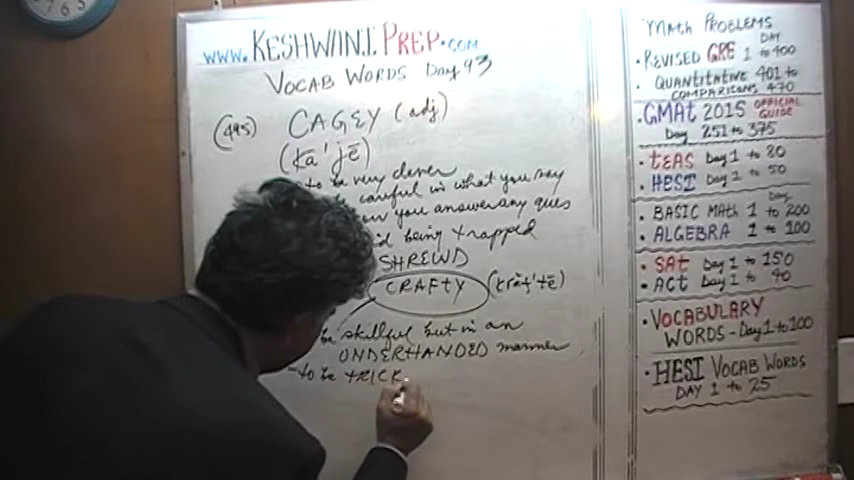 www.KESHWANI PREP.COM
VOCAB WORDS Day 93
(495) CAGEY (adj)
(kā' jē)
to be very clever
careful in what you say
you answer any ques
being trapped
SHREWD
CRAFTY (krăf' tē)
be skillful but in an
UNDERHANDED manner
- to be tRICK
MATH PROBLEMS
DAY
• REVISED GRE 1 to 400
• QUANTITATIVE 401 to
COMPARISONS 470
• GMAt 2015 OFFICIAL
GUIDE
Day 251 to 375
• tEAS Day 1 to 80
• HESI Day 1 to 50
Day
• BASIC MAtH 1 to 200
• ALGEBRA 1 to 100
• SAt Day 1 to 150
• ACt Day 1 to 40
• VOCABULARY
WORDS - Day 1 to 100
• HESI VOCAB WORDS
DAY 1 to 25